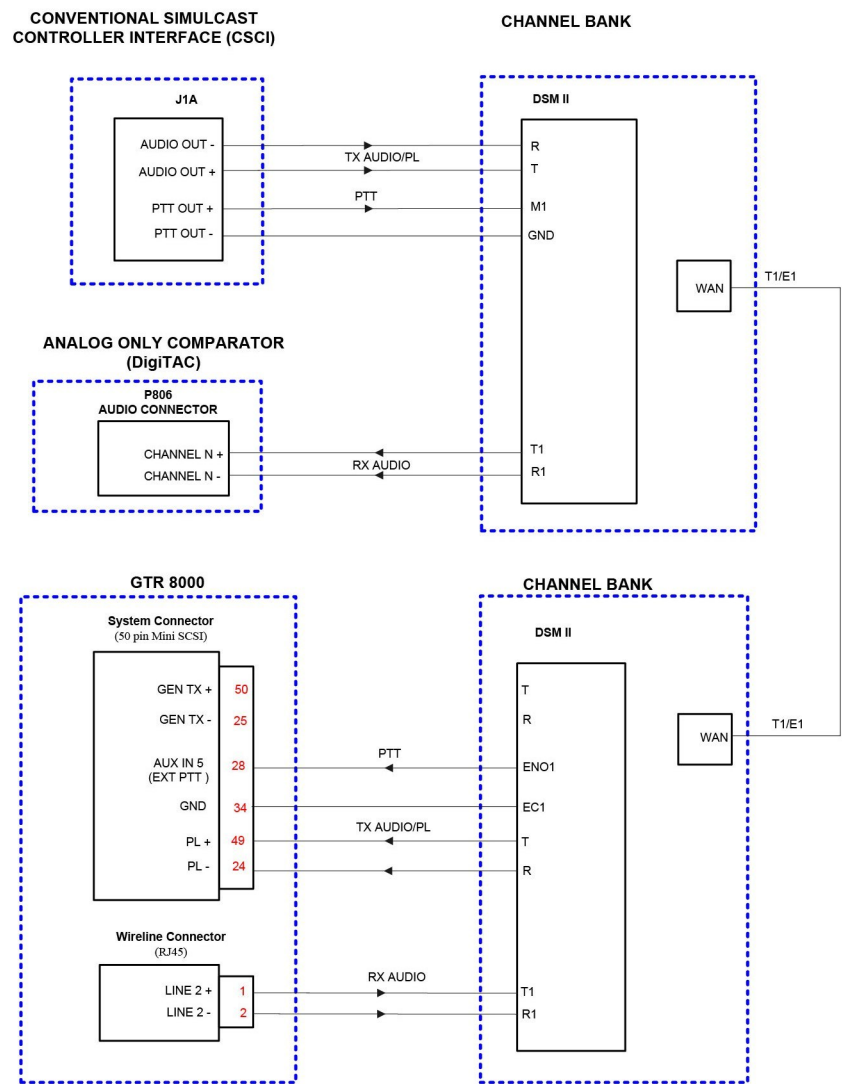 CONVENTIONAL SIMULCAST
CONTROLLER INTERFACE (CSCI)
CHANNEL BANK
J1A
DSM II
AUDIO OUT -
R
TX AUDIO/PL
AUDIO OUT +
T
PTT
PTT OUT +
M1
PTT OUT -
GND
WAN
T1/E1
ANALOG ONLY COMPARATOR
(DigiTAC)
P806
AUDIO CONNECTOR
CHANNEL N +
T1
RX AUDIO
CHANNEL N -
R1
GTR 8000
CHANNEL BANK
System Connector
(50 pin Mini SCSI)
DSM II
GEN TX +
50
T
GEN TX -
25
R
WAN
T1/E1
PTT
AUX IN 5
(EXT PTT )
28
ENO1
GND
34
EC1
TX AUDIO/PL
PL +
49
T
PL -
24
R
Wireline Connector
(RJ45)
RX AUDIO
LINE 2 +
1
T1
LINE 2 -
2
R1